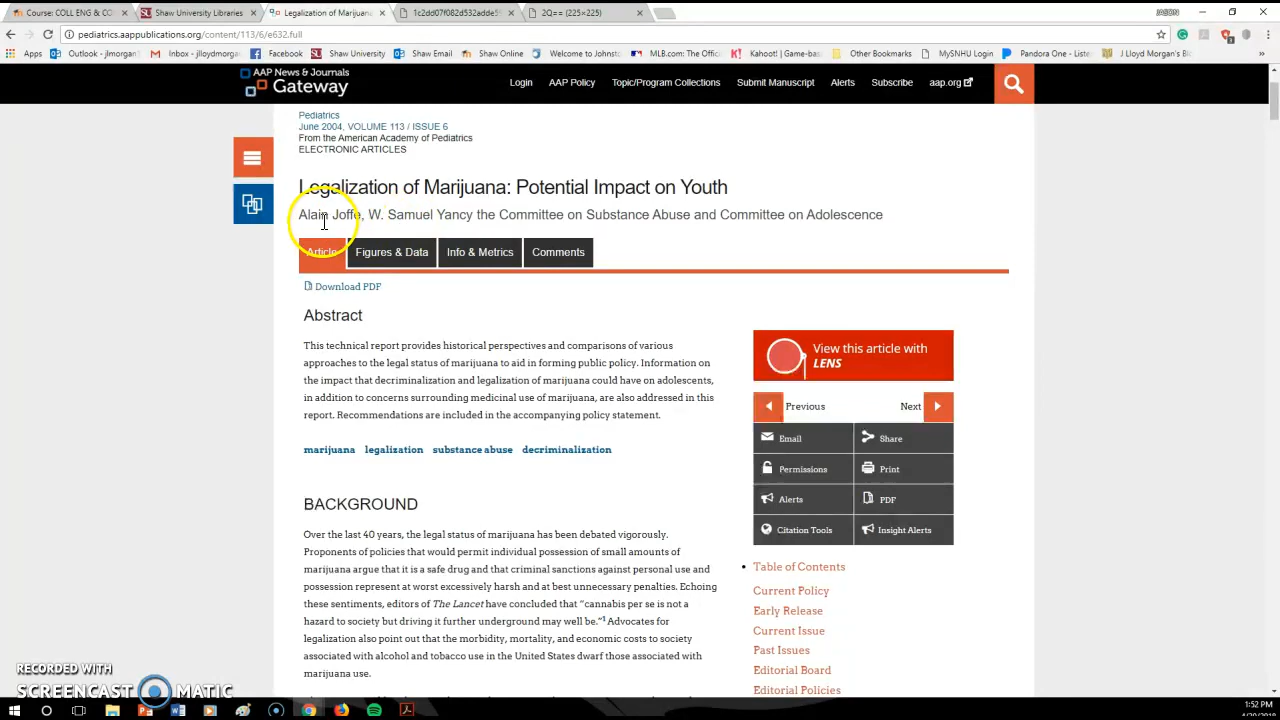 Course: COLL ENG & C
Shaw University Libraries
Legalization of Marijuana
1c2dd07f082d532adde5
2Q== (225×225)
JASON
pediatrics.aappublications.org/content/113/6/e632.full
Apps
Outlook - jlmorgan
Inbox - jlloydmorgan
Facebook
Shaw University
Shaw Email
Shaw Online
Welcome to Johnst
MLB.com: The Offici
Kahoot! | Game-bas
Other Bookmarks
MySNHU Login
Pandora One - Listen
J Lloyd Morgan's Bl
AAP News & Journals
Gateway
Login
AAP Policy
Topic/Program Collections
Submit Manuscript
Alerts
Subscribe
aap.org
Pediatrics
June 2004, VOLUME 113 / ISSUE 6
From the American Academy of Pediatrics
ELECTRONIC ARTICLES
Legalization of Marijuana: Potential Impact on Youth
Alain Joffe, W. Samuel Yancy the Committee on Substance Abuse and Committee on Adolescence
Article
Figures & Data
Info & Metrics
Comments
Download PDF
Abstract
This technical report provides historical perspectives and comparisons of various
approaches to the legal status of marijuana to aid in forming public policy. Information on
the impact that decriminalization and legalization of marijuana could have on adolescents,
in addition to concerns surrounding medicinal use of marijuana, are also addressed in this
report. Recommendations are included in the accompanying policy statement.
marijuana legalization substance abuse decriminalization
BACKGROUND
Over the last 40 years, the legal status of marijuana has been debated vigorously.
Proponents of policies that would permit individual possession of small amounts of
marijuana argue that it is a safe drug and that criminal sanctions against personal use and
possession represent at worst excessively harsh and at best unnecessary penalties. Echoing
these sentiments, editors of The Lancet have concluded that “cannabis per se is not a
hazard to society but driving it further underground may well be.”1 Advocates for
legalization also point out that the morbidity, mortality, and economic costs to society
associated with alcohol and tobacco use in the United States dwarf those associated with
marijuana use.
View this article with
LENS
Previous
Next
Email
Share
Permissions
Print
Alerts
PDF
Citation Tools
Insight Alerts
Table of Contents
Current Policy
Early Release
Current Issue
Past Issues
Editorial Board
Editorial Policies
RECORDED WITH
SCREENCAST MATIC
1:52 PM